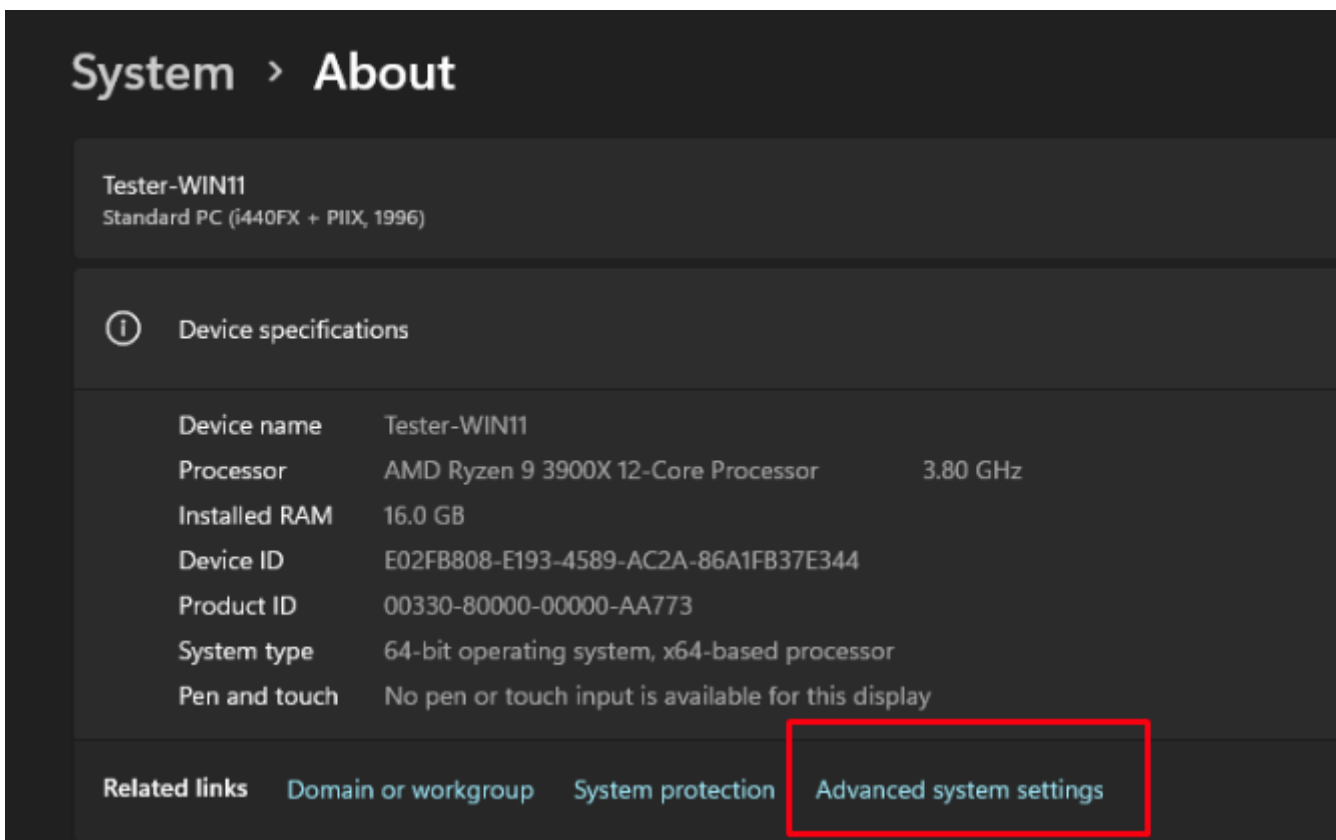 System > About
Tester-WIN11
Standard PC (i440FX + PIIX, 1996)
Device specifications
Device name Tester-WIN11
Processor AMD Ryzen 9 3900X 12-Core Processor 3.80 GHz
Installed RAM 16.0 GB
Device ID E02FB808-E193-4589-AC2A-86A1FB37E344
Product ID 00330-80000-00000-AA773
System type 64-bit operating system, x64-based processor
Pen and touch No pen or touch input is available for this display
Related links Domain or workgroup System protection Advanced system settings